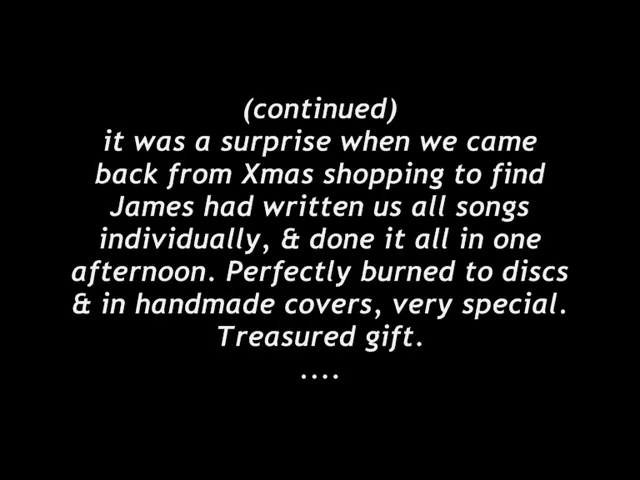 (continued)
it was a surprise when we came
back from Xmas shopping to find
James had written us all songs
individually, & done it all in one
afternoon. Perfectly burned to discs
& in handmade covers, very special.
Treasured gift.
....